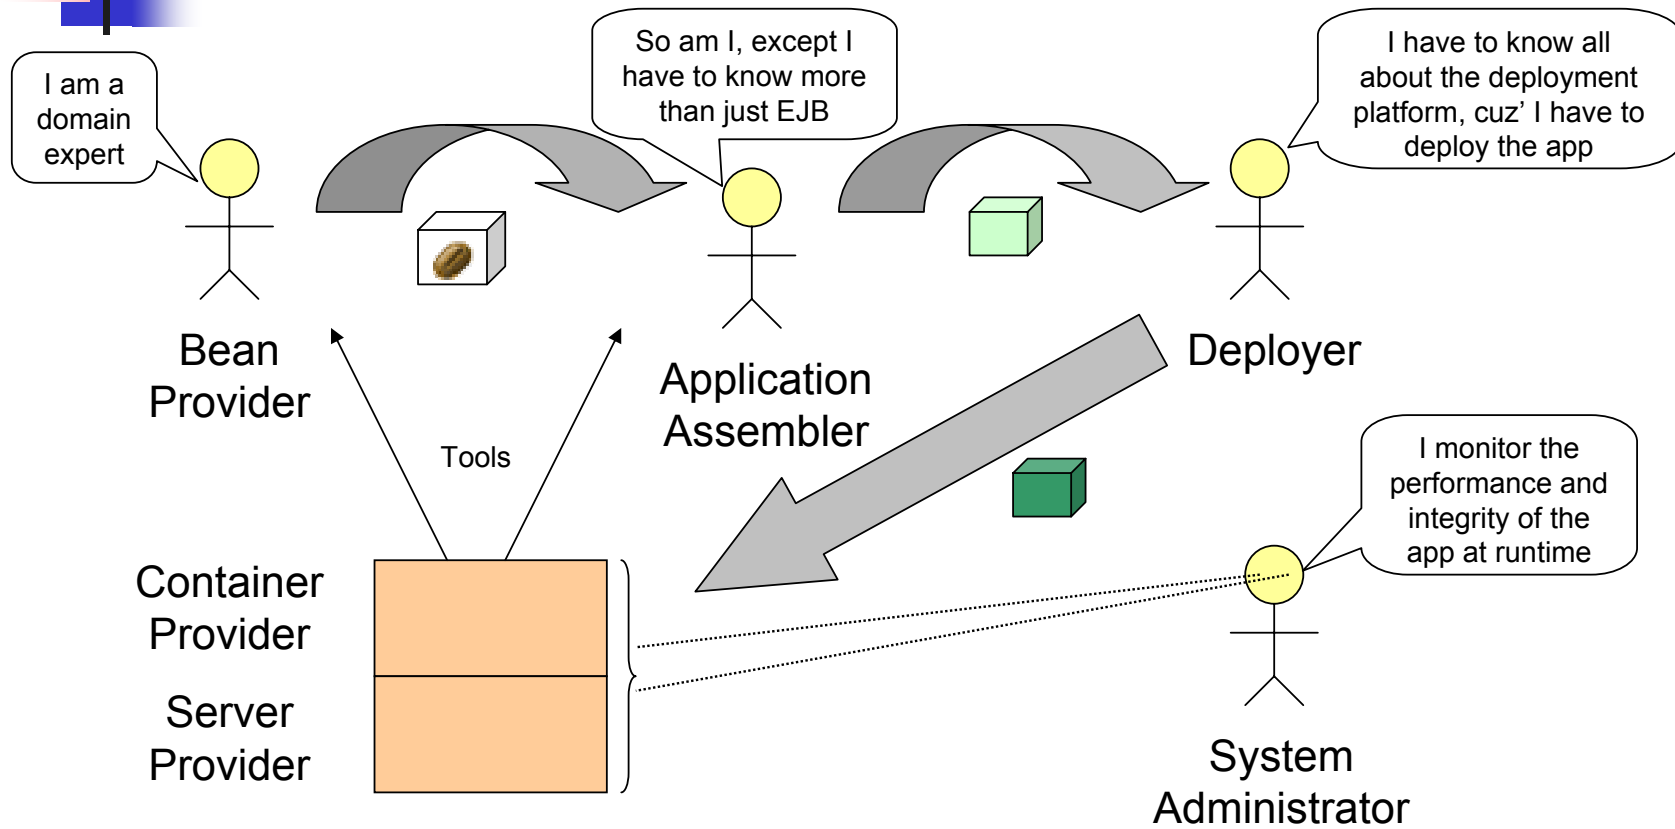 I am a
domain
expert
So am I, except I
have to know more
than just EJB
I have to know all
about the deployment
platform, cuz’ I have to
deploy the app
Bean
Provider
Application
Assembler
Deployer
Tools
I monitor the
performance and
integrity of the
app at runtime
Container
Provider
Server
Provider
System
Administrator